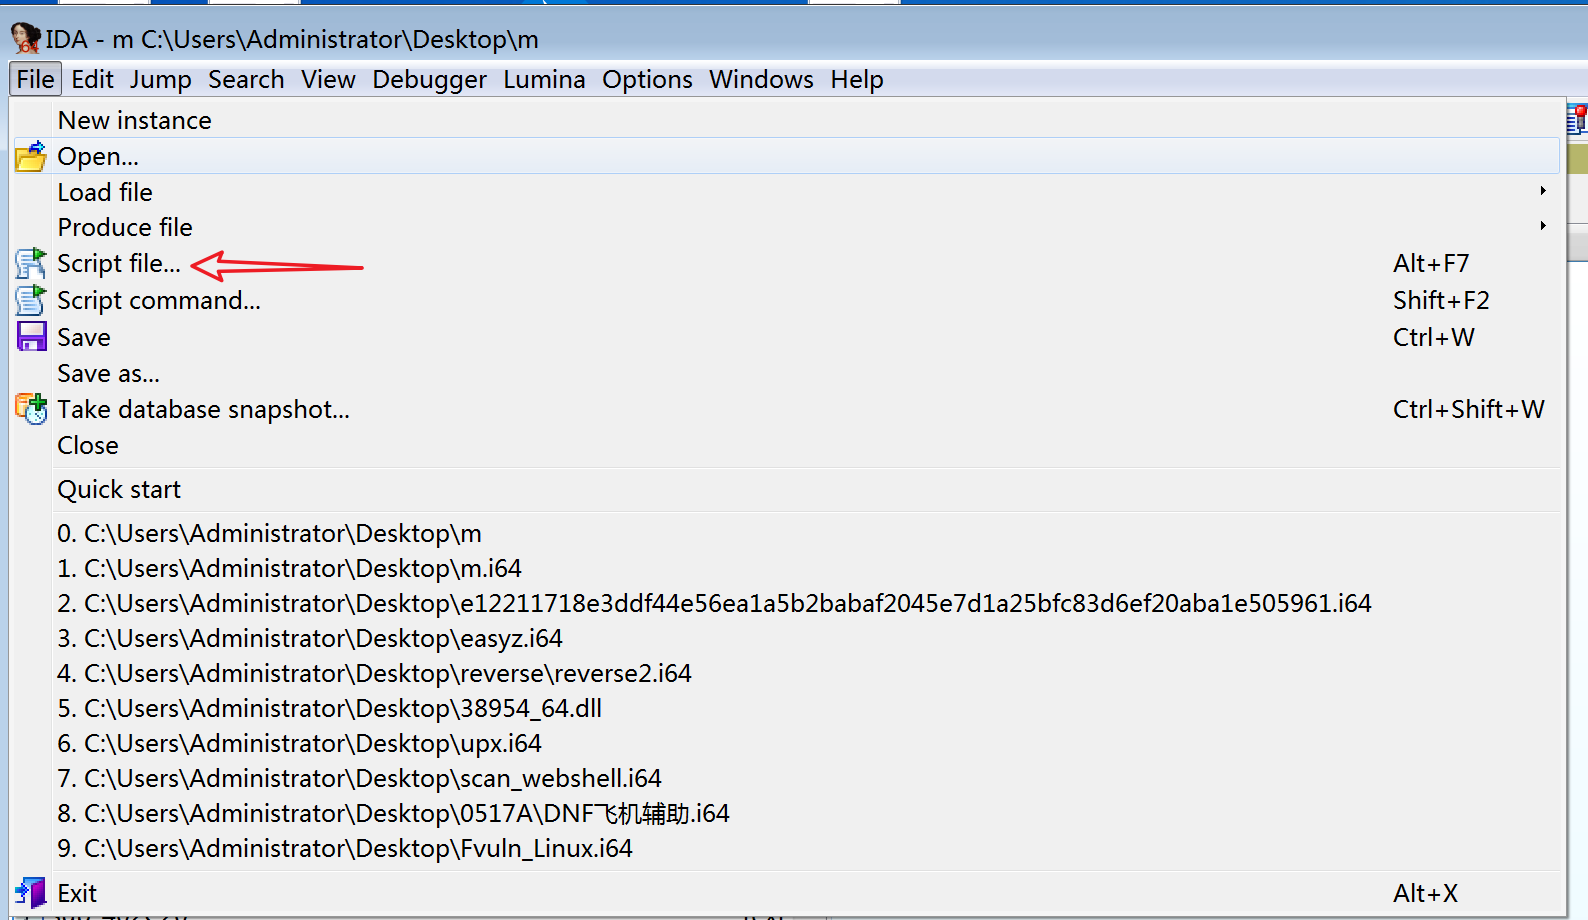 IDA - m C:\Users\Administrator\Desktop\m
File Edit Jump Search View Debugger Lumina Options Windows Help
New instance
Open...
Load file
Produce file
Script file... Alt+F7
Script command... Shift+F2
Save Ctrl+W
Save as...
Take database snapshot... Ctrl+Shift+W
Close
Quick start
0. C:\Users\Administrator\Desktop\m
1. C:\Users\Administrator\Desktop\m.i64
2. C:\Users\Administrator\Desktop\e12211718e3ddf44e56ea1a5b2babaf2045e7d1a25bfc83d6ef20aba1e505961.i64
3. C:\Users\Administrator\Desktop\easyz.i64
4. C:\Users\Administrator\Desktop\reverse\reverse2.i64
5. C:\Users\Administrator\Desktop\38954_64.dll
6. C:\Users\Administrator\Desktop\upx.i64
7. C:\Users\Administrator\Desktop\scan_webshell.i64
8. C:\Users\Administrator\Desktop\0517A\DNF飞机辅助.i64
9. C:\Users\Administrator\Desktop\Fvuln_Linux.i64
Exit Alt+X